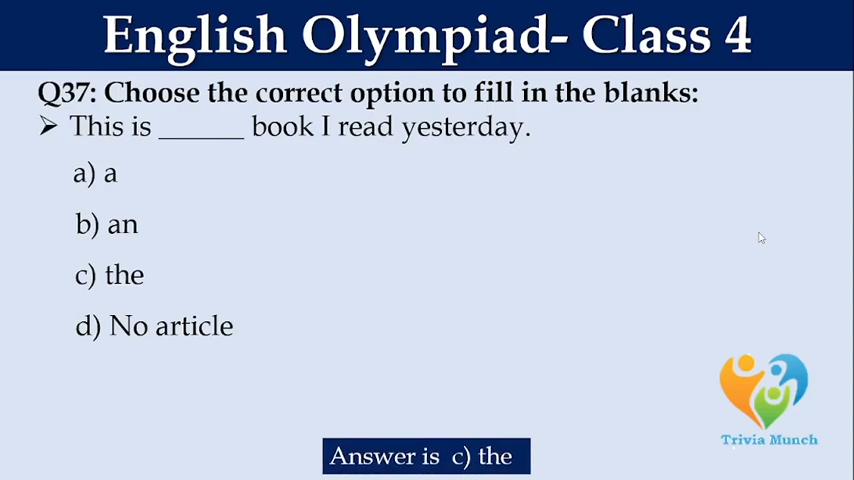 English Olympiad- Class 4
Q37: Choose the correct option to fill in the blanks:
➤ This is ______ book I read yesterday.
a) a
b) an
c) the
d) No article
Trivia Munch
Answer is c) the